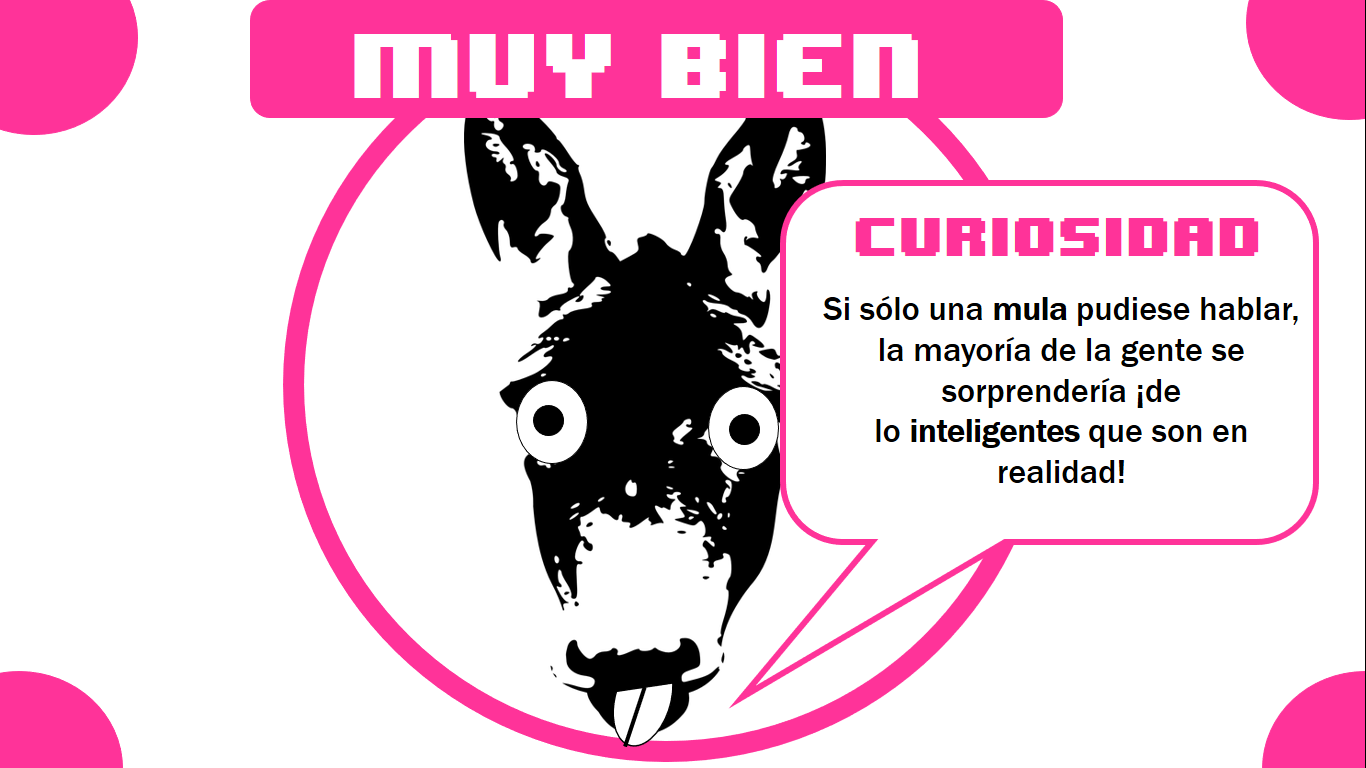 MUY BIEN
CURIOSIDAD
Si sólo una mula pudiese hablar,
la mayoría de la gente se
sorprendería ¡de
lo inteligentes que son en
realidad!